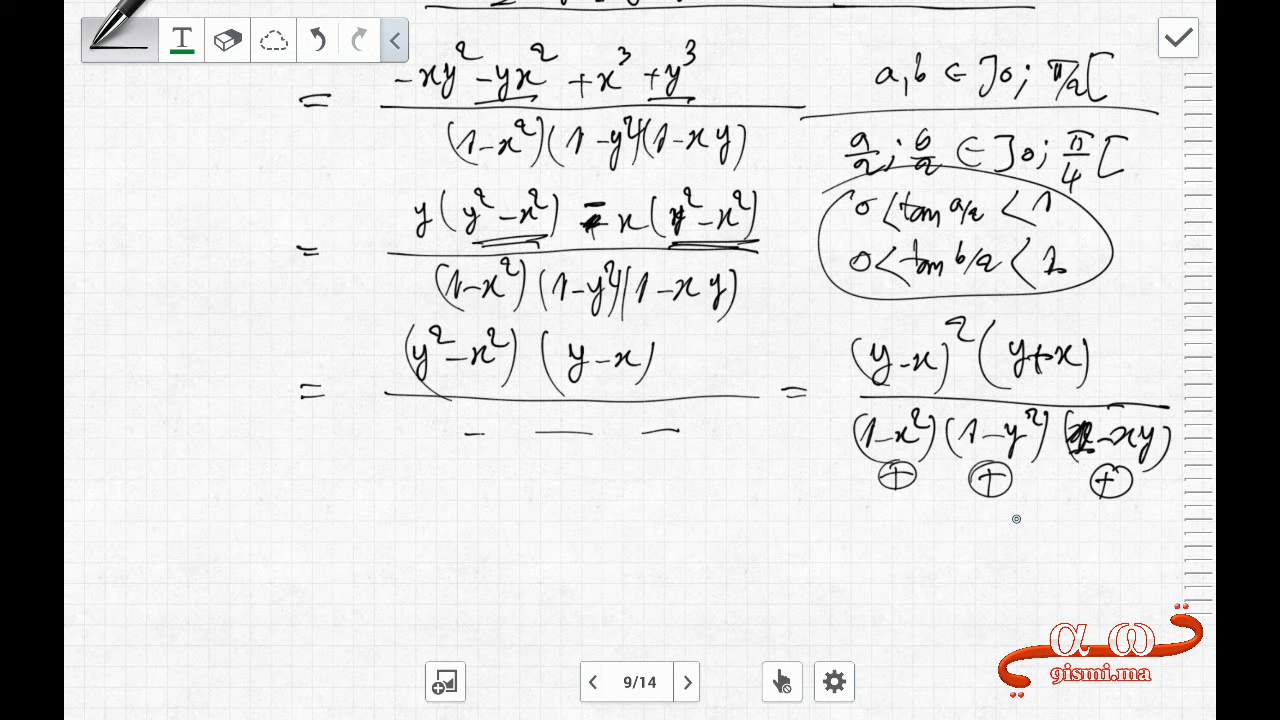 T
= (-xy² - yx² + x³ + y³) / ((1-x²)(1-y²)(1-xy))
a, b ∈ ]0; π/2[
a/2 ; b/2 ∈ ]0; π/4[
0 < tan a/2 < 1
0 < tan b/2 < 1
= (y(y²-x²) - x(y²-x²)) / ((1-x²)(1-y²)(1-xy))
= (y²-x²)(y-x) / — — — = (y-x)²(y+x) / ((1-x²)(1-y²)(1-xy))
+ + +
α ω
gismi.ma
9/14